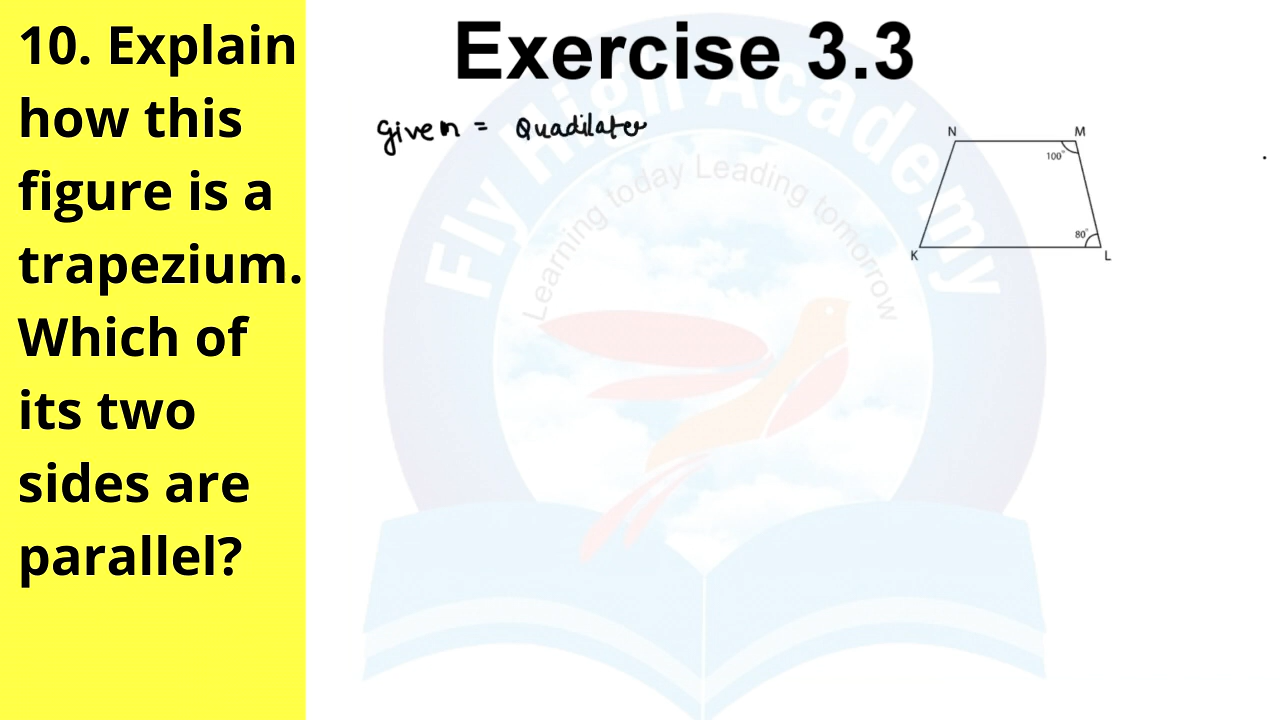 10. Explain
how this
figure is a
trapezium.
Which of
its two
sides are
parallel?
Exercise 3.3
Given = Quadilater
N M
100°
80°
K L
Fly High Academy
Learning today Leading tomorrow